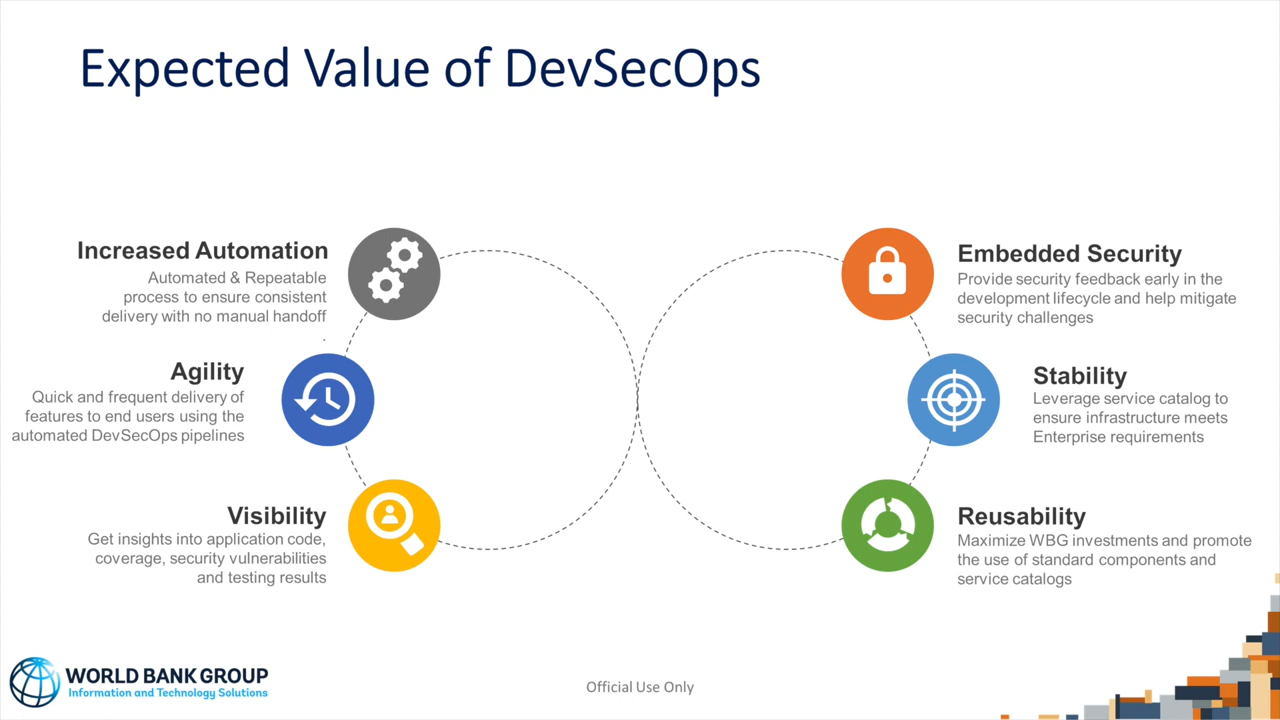 Expected Value of DevSecOps
Increased Automation
Automated & Repeatable
process to ensure consistent
delivery with no manual handoff
.
Agility
Quick and frequent delivery of
features to end users using the
automated DevSecOps pipelines
Visibility
Get insights into application code,
coverage, security vulnerabilities
and testing results
Embedded Security
Provide security feedback early in the
development lifecycle and help mitigate
security challenges
Stability
Leverage service catalog to
ensure infrastructure meets
Enterprise requirements
Reusability
Maximize WBG investments and promote
the use of standard components and
service catalogs
WORLD BANK GROUP
Information and Technology Solutions
Official Use Only